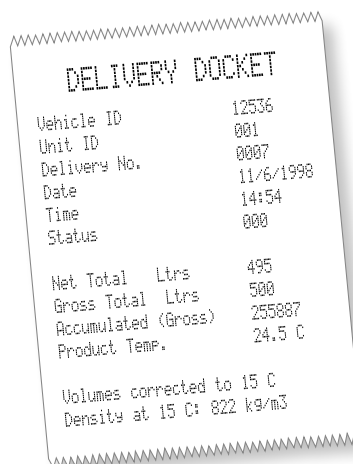 DELIVERY DOCKET
Vehicle ID 12536
Unit ID 001
Delivery No. 0007
Date 11/6/1998
Time 14:54
Status 000
Net Total Ltrs 495
Gross Total Ltrs 500
Accumulated (Gross) 255887
Product Temp. 24.5 C
Volumes corrected to 15 C
Density at 15 C: 822 kg/m3